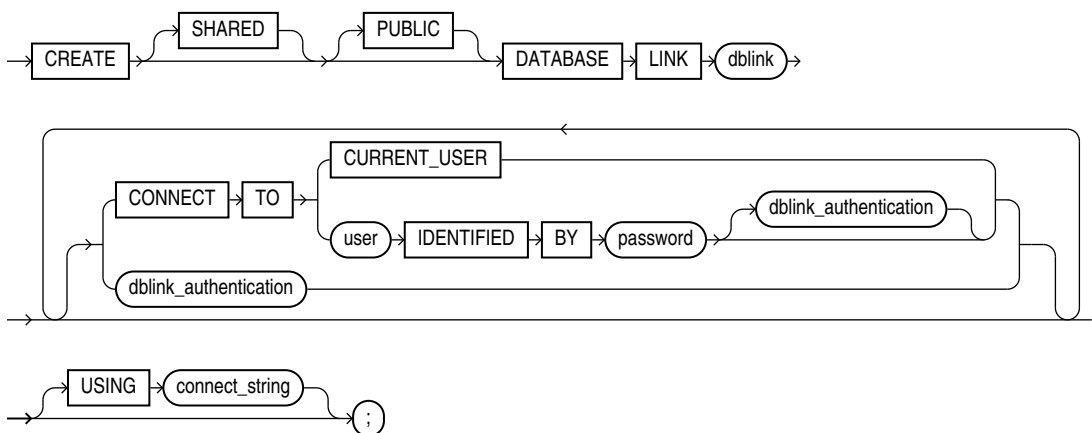 SHARED PUBLIC
CREATE DATABASE LINK dblink
CURRENT_USER
CONNECT TO dblink_authentication
user IDENTIFIED BY password
dblink_authentication
USING connect_string
;